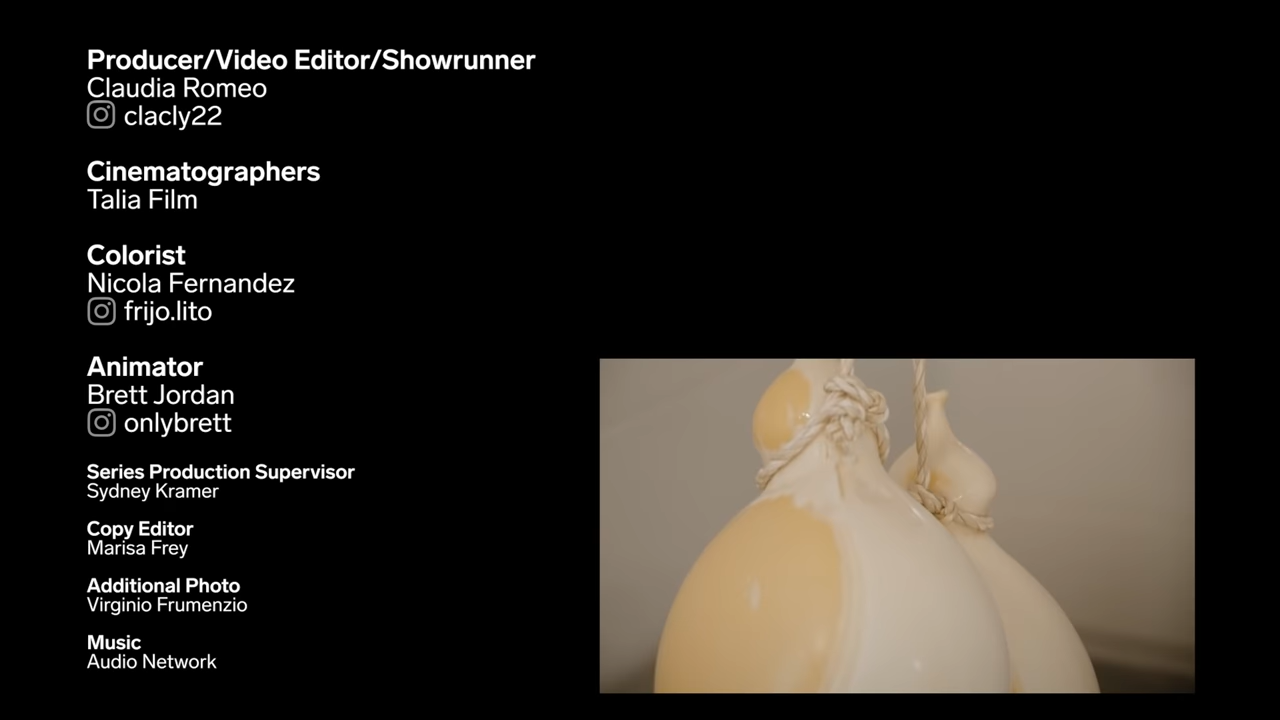 Producer/Video Editor/Showrunner
Claudia Romeo
clacly22
Cinematographers
Talia Film
Colorist
Nicola Fernandez
frijo.lito
Animator
Brett Jordan
onlybrett
Series Production Supervisor
Sydney Kramer
Copy Editor
Marisa Frey
Additional Photo
Virginio Frumenzio
Music
Audio Network